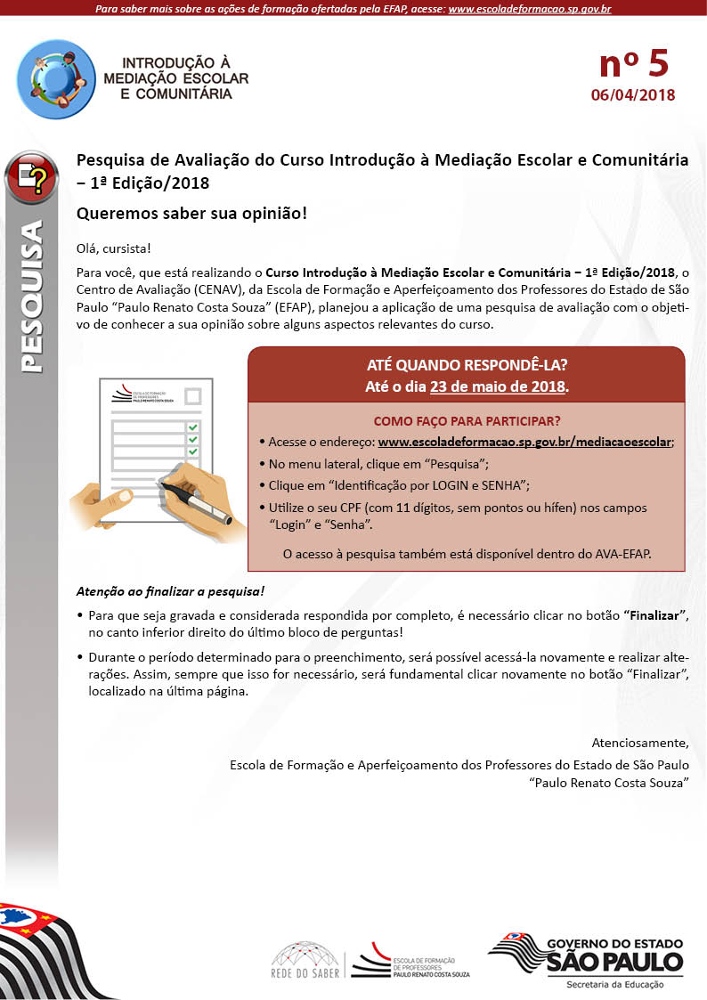 Para saber mais sobre as ações de formação ofertadas pela EFAP, acesse: www.escoladeformacao.sp.gov.br
INTRODUÇÃO À
MEDIAÇÃO ESCOLAR
E COMUNITÁRIA
nº 5
06/04/2018
PESQUISA
Pesquisa de Avaliação do Curso Introdução à Mediação Escolar e Comunitária
– 1ª Edição/2018
Queremos saber sua opinião!
Olá, cursista!
Para você, que está realizando o Curso Introdução à Mediação Escolar e Comunitária – 1ª Edição/2018, o
Centro de Avaliação (CENAV), da Escola de Formação e Aperfeiçoamento dos Professores do Estado de São
Paulo “Paulo Renato Costa Souza” (EFAP), planejou a aplicação de uma pesquisa de avaliação com o objeti-
vo de conhecer a sua opinião sobre alguns aspectos relevantes do curso.
ESCOLA DE FORMAÇÃO
DE PROFESSORES
PAULO RENATO COSTA SOUZA
ATÉ QUANDO RESPONDÊ-LA?
Até o dia 23 de maio de 2018.
COMO FAÇO PARA PARTICIPAR?
• Acesse o endereço: www.escoladeformacao.sp.gov.br/mediacaoescolar;
• No menu lateral, clique em “Pesquisa”;
• Clique em “Identificação por LOGIN e SENHA”;
• Utilize o seu CPF (com 11 dígitos, sem pontos ou hífen) nos campos
“Login” e “Senha”.
O acesso à pesquisa também está disponível dentro do AVA-EFAP.
Atenção ao finalizar a pesquisa!
• Para que seja gravada e considerada respondida por completo, é necessário clicar no botão “Finalizar”,
no canto inferior direito do último bloco de perguntas!
• Durante o período determinado para o preenchimento, será possível acessá-la novamente e realizar alte-
rações. Assim, sempre que isso for necessário, será fundamental clicar novamente no botão “Finalizar”,
localizado na última página.
Atenciosamente,
Escola de Formação e Aperfeiçoamento dos Professores do Estado de São Paulo
“Paulo Renato Costa Souza”
REDE DO SABER
ESCOLA DE FORMAÇÃO
DE PROFESSORES
PAULO RENATO COSTA SOUZA
GOVERNO DO ESTADO
SÃO PAULO
Secretaria da Educação